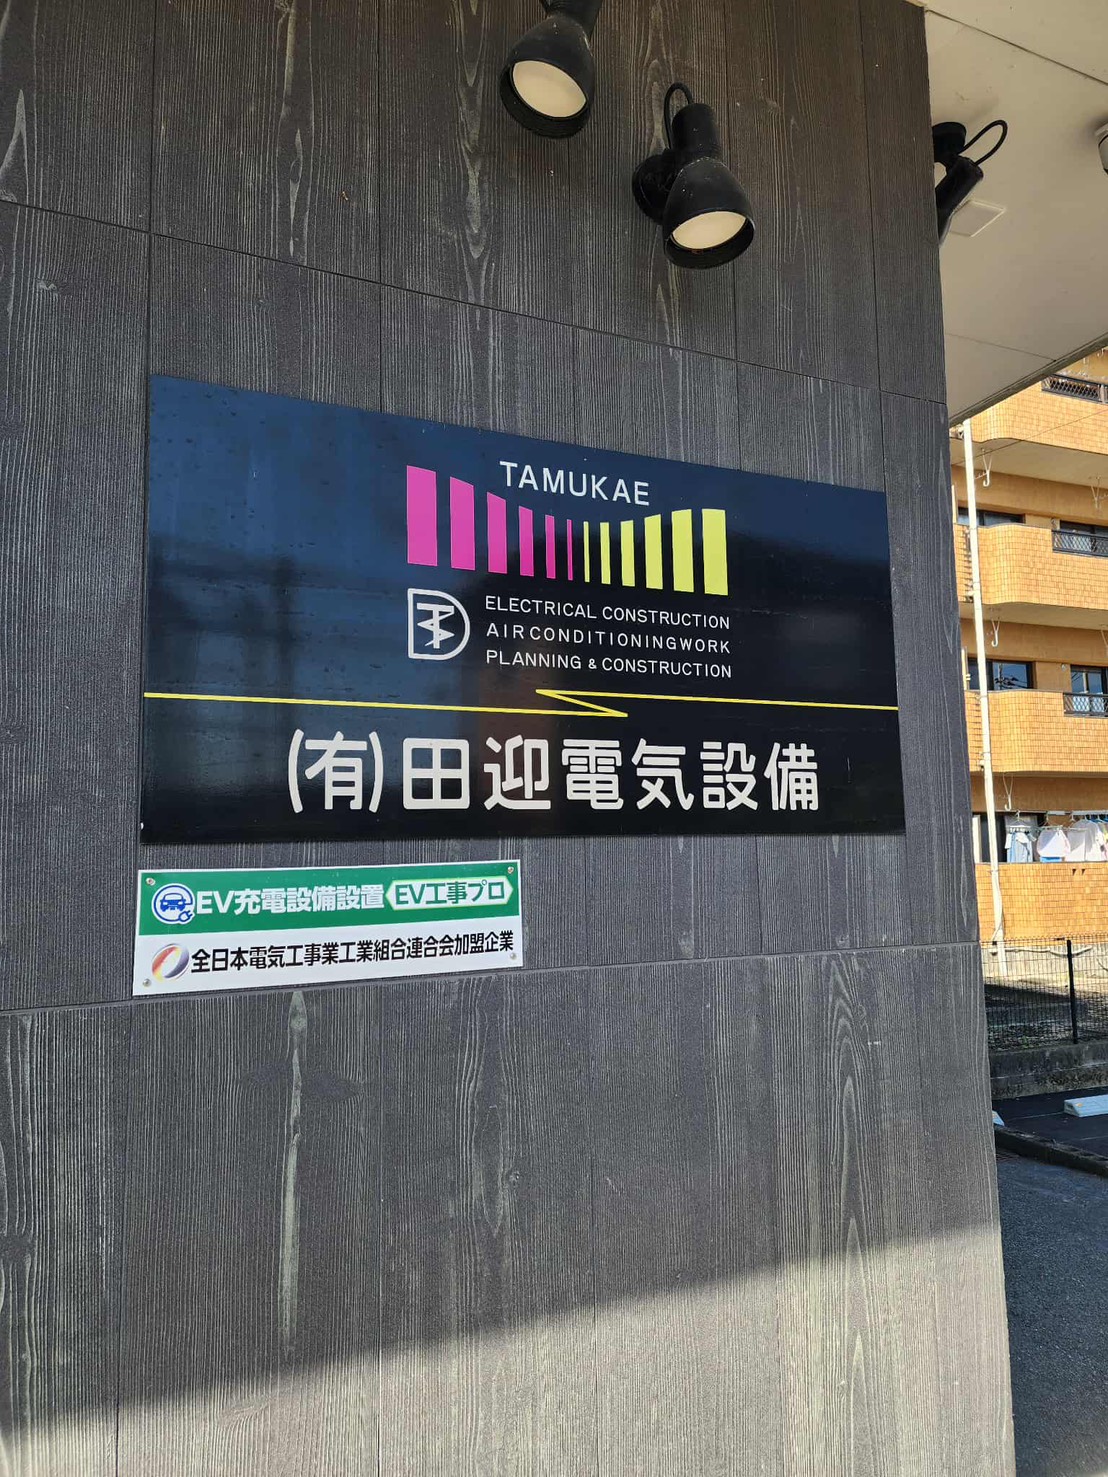 TAMUKAE
ELECTRICAL CONSTRUCTION
AIRCONDITIONINGWORK
PLANNING & CONSTRUCTION
(有)田迎電気設備
EV充電設備設置 EV工事プロ
全日本電気工事業工業組合連合会加盟企業